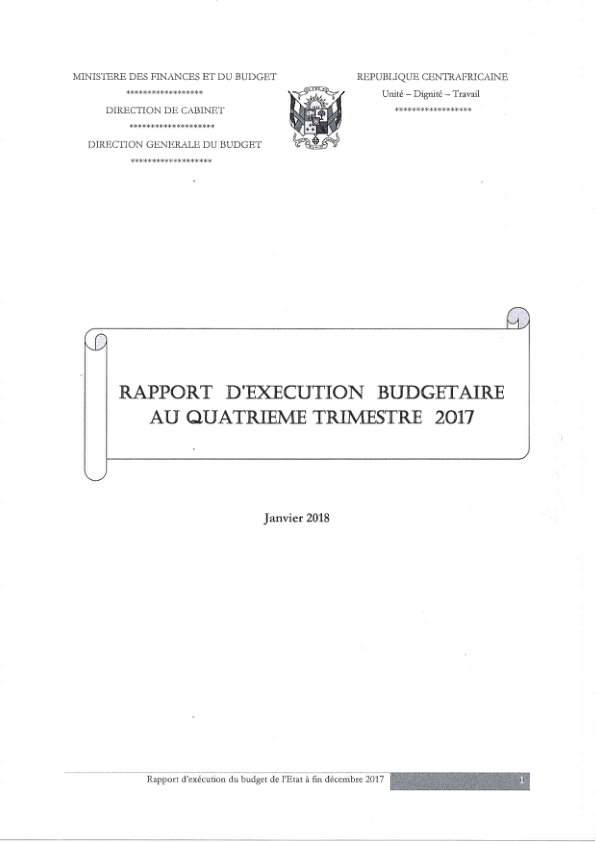 MINISTERE DES FINANCES ET DU BUDGET
******************
DIRECTION DE CABINET
********************
DIRECTION GENERALE DU BUDGET
*******************
REPUBLIQUE CENTRAFRICAINE
Unité – Dignité – Travail
******************
RAPPORT D'EXECUTION BUDGETAIRE
AU QUATRIEME TRIMESTRE 2017
Janvier 2018
Rapport d'exécution du budget de l'Etat à fin décembre 2017 1